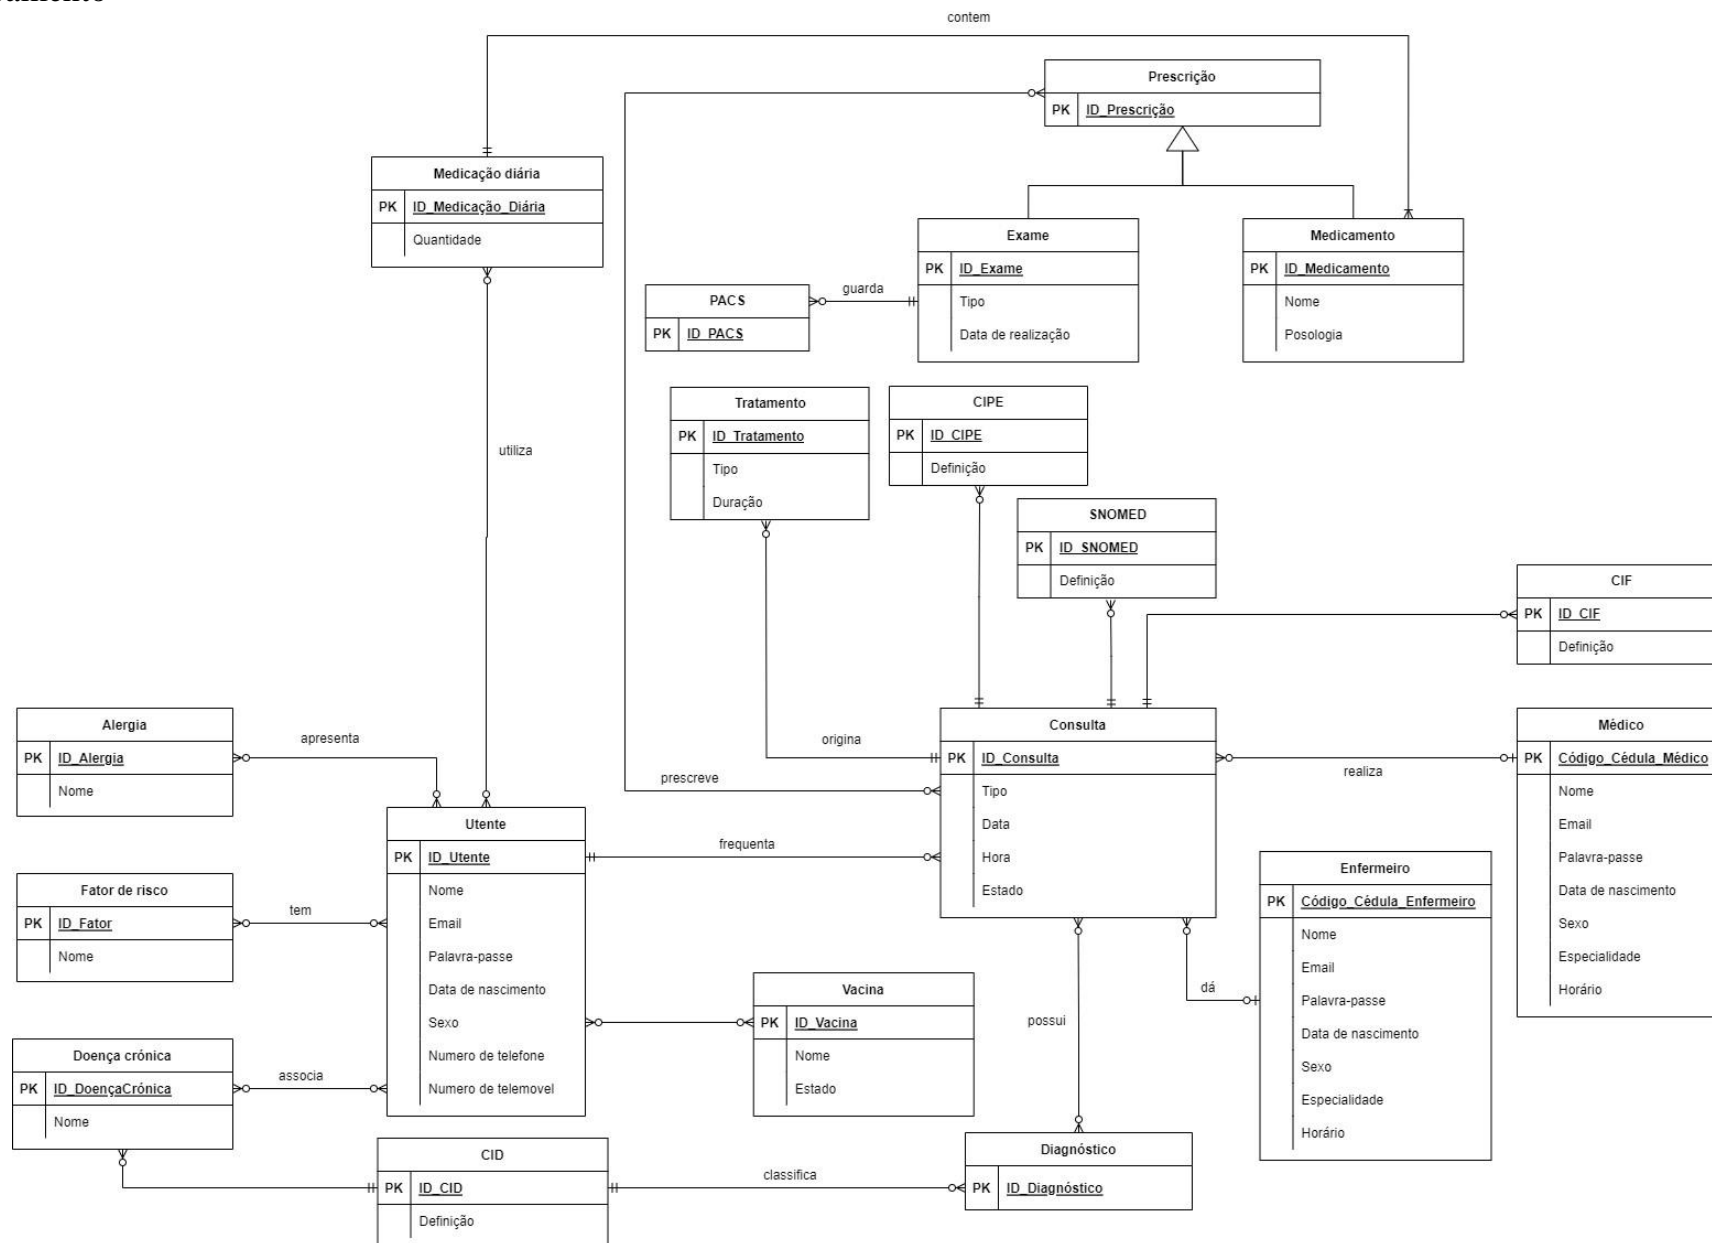 contem
Prescrição
PK ID_Prescrição
Medicação diária
PK ID_Medicação_Diária
Quantidade
Exame
PK ID_Exame
Tipo
Data de realização
Medicamento
PK ID_Medicamento
Nome
Posologia
PACS
PK ID_PACS
guarda
Tratamento
PK ID_Tratamento
Tipo
Duração
CIPE
PK ID_CIPE
Definição
utiliza
SNOMED
PK ID_SNOMED
Definição
CIF
PK ID_CIF
Definição
Alergia
PK ID_Alergia
Nome
apresenta
origina
prescreve
Consulta
PK ID_Consulta
Tipo
Data
Hora
Estado
realiza
Médico
PK Código_Cédula_Médico
Nome
Email
Palavra-passe
Data de nascimento
Sexo
Especialidade
Horário
Utente
PK ID_Utente
Nome
Email
Palavra-passe
Data de nascimento
Sexo
Numero de telefone
Numero de telemovel
frequenta
Enfermeiro
PK Código_Cédula_Enfermeiro
Nome
Email
Palavra-passe
Data de nascimento
Sexo
Especialidade
Horário
dá
Fator de risco
PK ID_Fator
Nome
tem
Vacina
PK ID_Vacina
Nome
Estado
possui
Doença crónica
PK ID_DoençaCrónica
Nome
associa
CID
PK ID_CID
Definição
classifica
Diagnóstico
PK ID_Diagnóstico